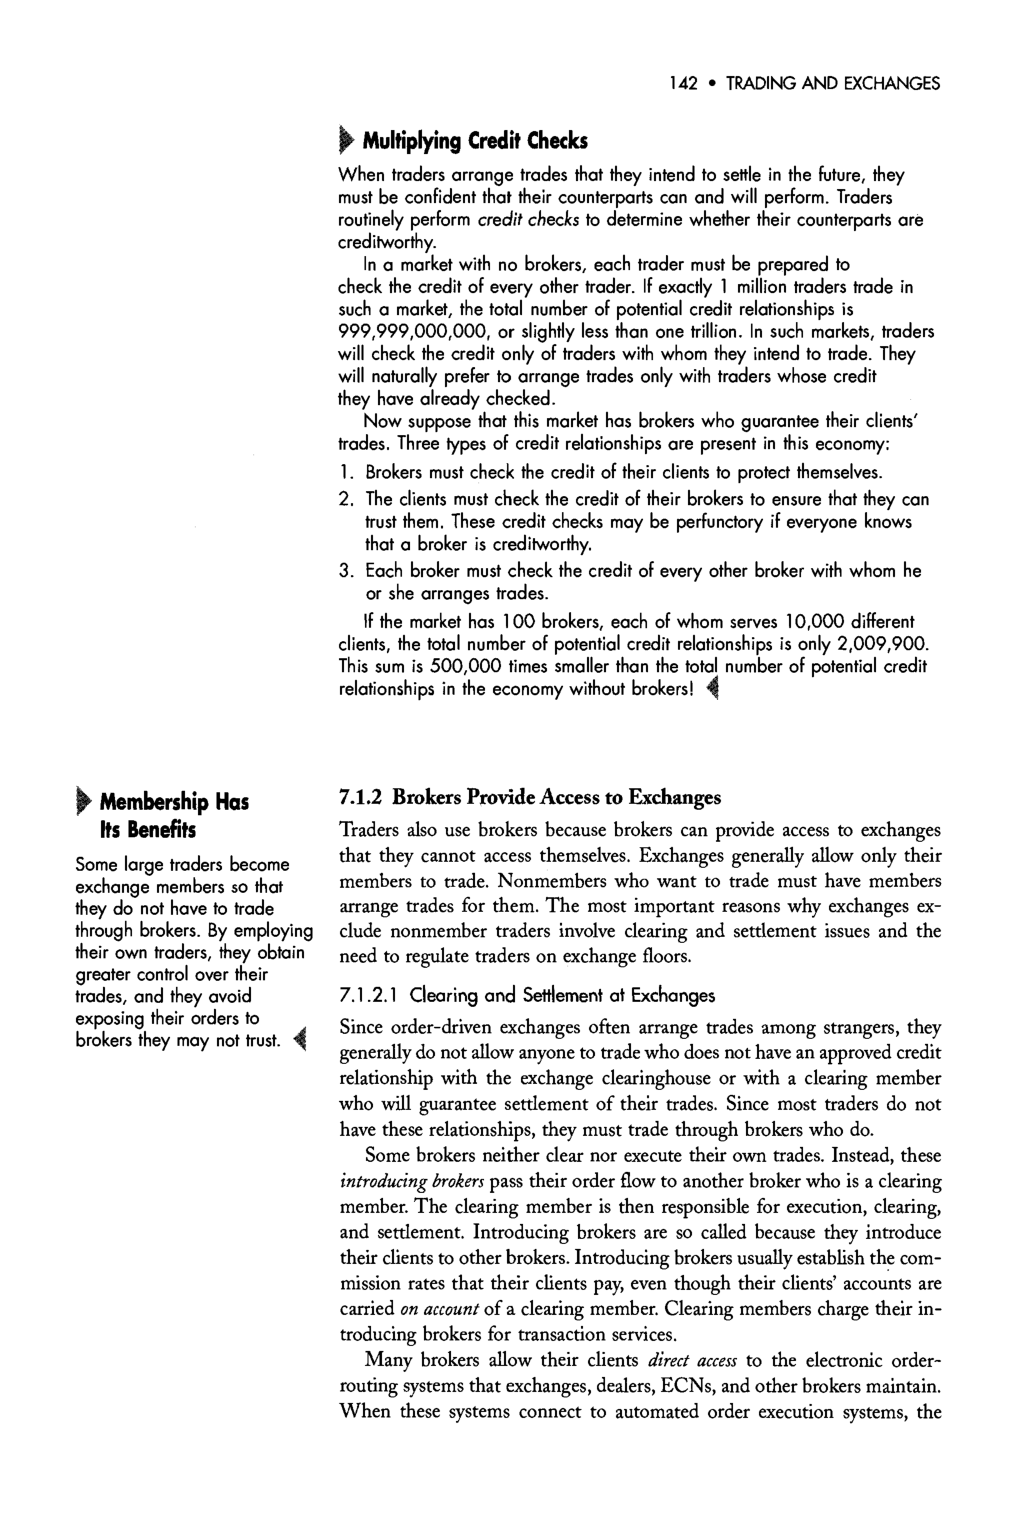 142 • TRADING AND EXCHANGES
Multiplying Credit Checks
When traders arrange trades that they intend to settle in the future, they
must be confident that their counterparts can and will perform. Traders
routinely perform credit checks to determine whether their counterparts are
creditworthy.
In a market with no brokers, each trader must be prepared to
check the credit of every other trader. If exactly 1 million traders trade in
such a market, the total number of potential credit relationships is
999,999,000,000, or slightly less than one trillion. In such markets, traders
will check the credit only of traders with whom they intend to trade. They
will naturally prefer to arrange trades only with traders whose credit
they have already checked.
Now suppose that this market has brokers who guarantee their clients'
trades. Three types of credit relationships are present in this economy:
1. Brokers must check the credit of their clients to protect themselves.
2. The clients must check the credit of their brokers to ensure that they can
trust them. These credit checks may be perfunctory if everyone knows
that a broker is creditworthy.
3. Each broker must check the credit of every other broker with whom he
or she arranges trades.
If the market has 100 brokers, each of whom serves 10,000 different
clients, the total number of potential credit relationships is only 2,009,900.
This sum is 500,000 times smaller than the total number of potential credit
relationships in the economy without brokers!
Membership Has
Its Benefits
Some large traders become
exchange members so that
they do not have to trade
through brokers. By employing
their own traders, they obtain
greater control over their
trades, and they avoid
exposing their orders to
brokers they may not trust.
7.1.2 Brokers Provide Access to Exchanges
Traders also use brokers because brokers can provide access to exchanges
that they cannot access themselves. Exchanges generally allow only their
members to trade. Nonmembers who want to trade must have members
arrange trades for them. The most important reasons why exchanges ex-
clude nonmember traders involve clearing and settlement issues and the
need to regulate traders on exchange floors.
7.1.2.1 Clearing and Settlement at Exchanges
Since order-driven exchanges often arrange trades among strangers, they
generally do not allow anyone to trade who does not have an approved credit
relationship with the exchange clearinghouse or with a clearing member
who will guarantee settlement of their trades. Since most traders do not
have these relationships, they must trade through brokers who do.
Some brokers neither clear nor execute their own trades. Instead, these
introducing brokers pass their order flow to another broker who is a clearing
member. The clearing member is then responsible for execution, clearing,
and settlement. Introducing brokers are so called because they introduce
their clients to other brokers. Introducing brokers usually establish the com-
mission rates that their clients pay, even though their clients' accounts are
carried on account of a clearing member. Clearing members charge their in-
troducing brokers for transaction services.
Many brokers allow their clients direct access to the electronic order-
routing systems that exchanges, dealers, ECNs, and other brokers maintain.
When these systems connect to automated order execution systems, the